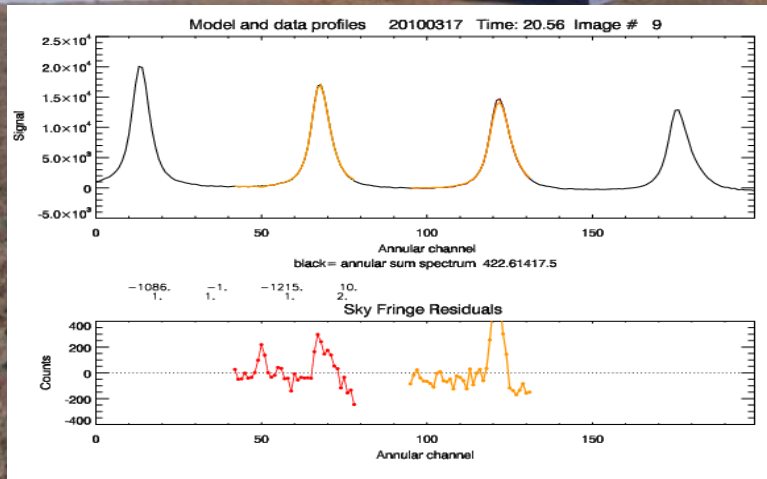 Model and data profiles 20100317 Time: 20.56 Image # 9
2.5×10⁴
2.0×10⁴
1.5×10⁴
1.0×10⁴
5.0×10³
0
-5.0×10³
Signal
0 50 100 150
Annular channel
black= annular sum spectrum 422.61417.5
-1086. -1. -1215. 10.
1. 1. 1. 2.
Sky Fringe Residuals
400
200
0
-200
-400
Counts
0 50 100 150
Annular channel